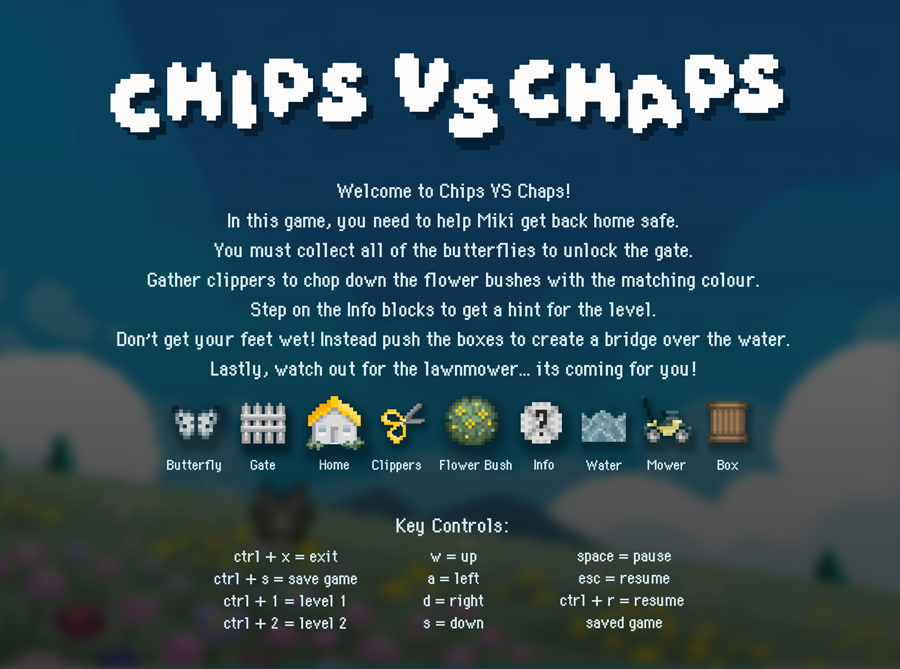 CHIPS VS CHAPS
Welcome to Chips VS Chaps!
In this game, you need to help Miki get back home safe.
You must collect all of the butterflies to unlock the gate.
Gather clippers to chop down the flower bushes with the matching colour.
Step on the Info blocks to get a hint for the level.
Don't get your feet wet! Instead push the boxes to create a bridge over the water.
Lastly, watch out for the lawnmower... its coming for you!
?
Butterfly Gate Home Clippers Flower Bush Info Water Mower Box
Key Controls:
ctrl + x = exit
ctrl + s = save game
ctrl + 1 = level 1
ctrl + 2 = level 2
w = up
a = left
d = right
s = down
space = pause
esc = resume
ctrl + r = resume
saved game